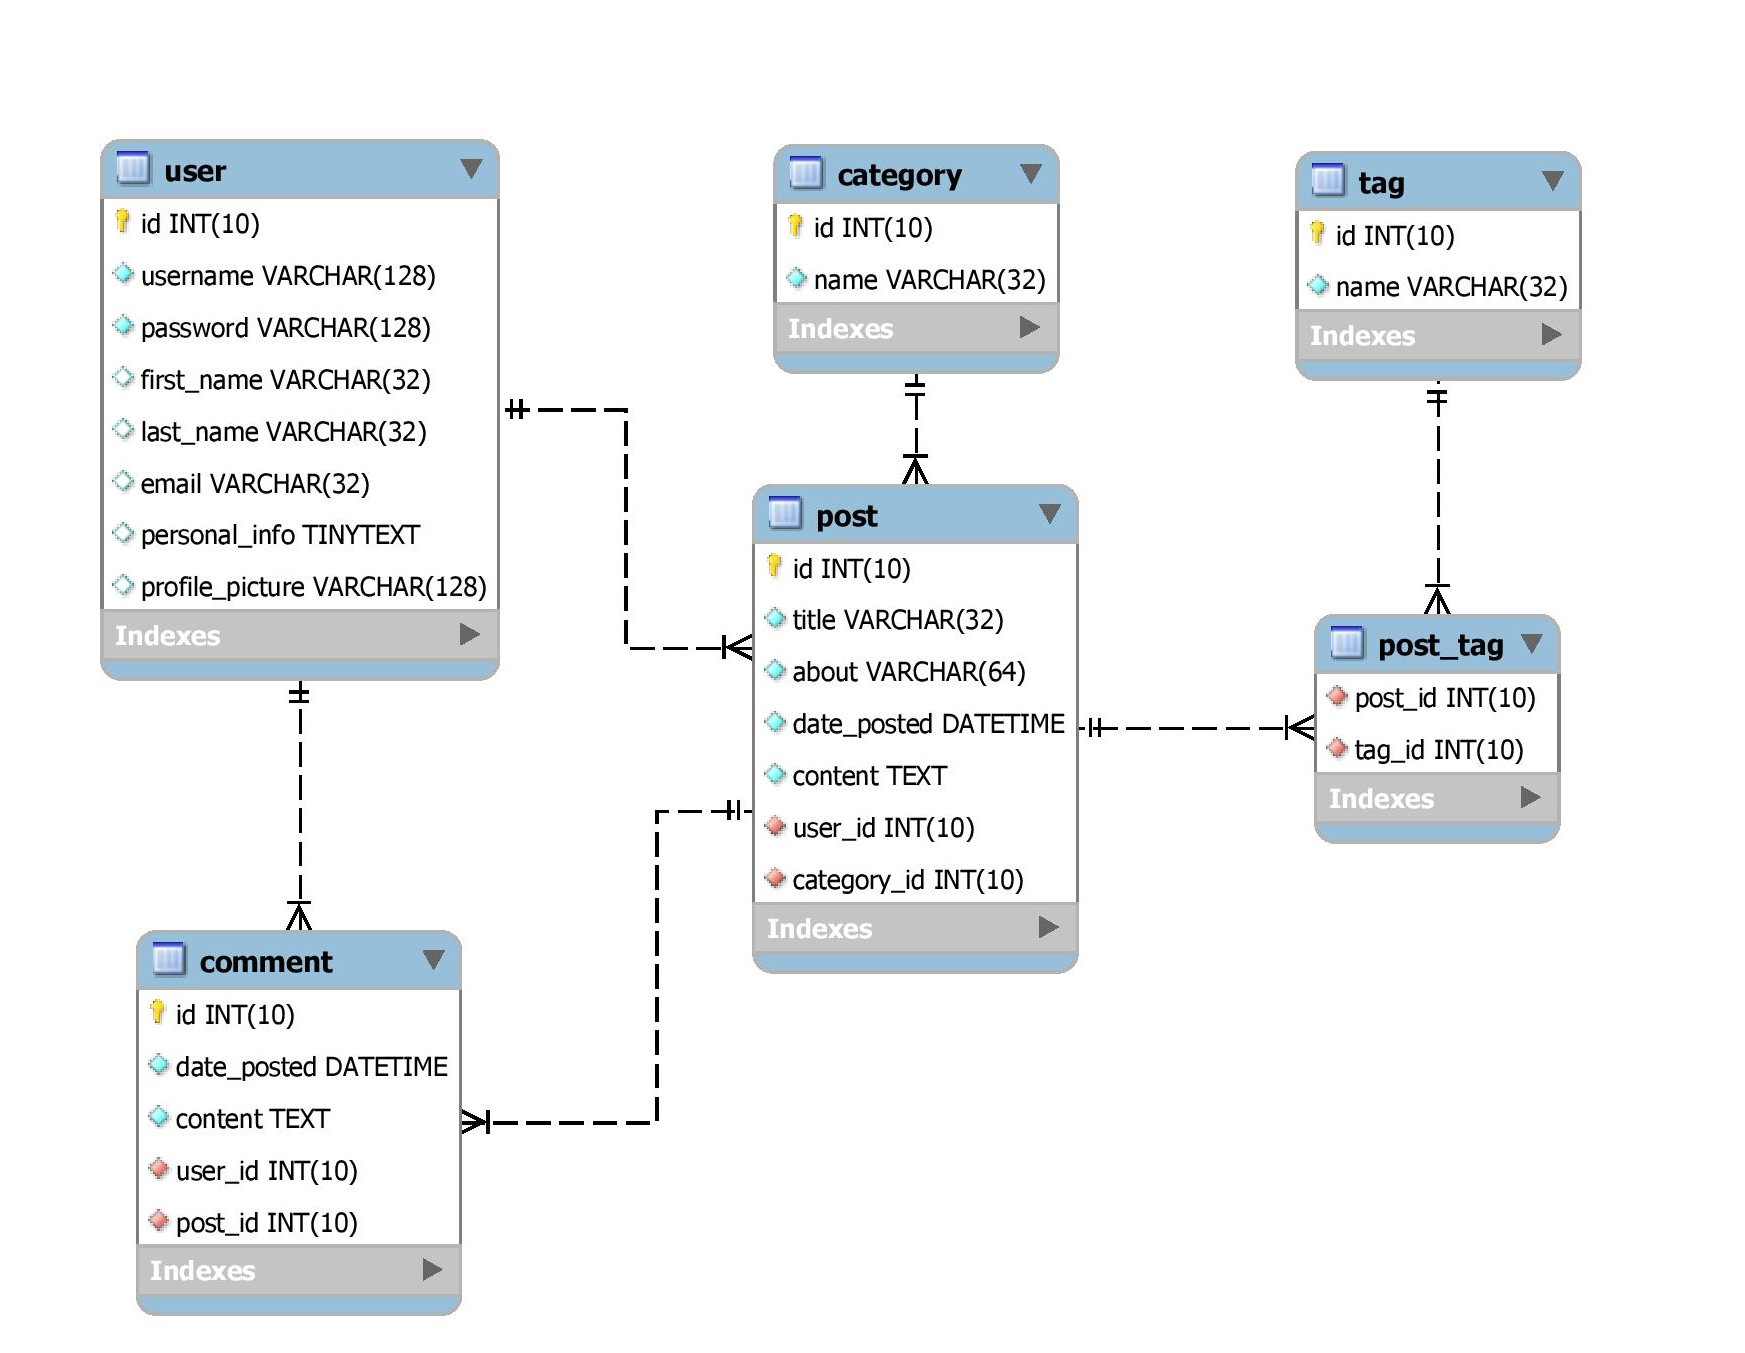 user
id INT(10)
username VARCHAR(128)
password VARCHAR(128)
first_name VARCHAR(32)
last_name VARCHAR(32)
email VARCHAR(32)
personal_info TINYTEXT
profile_picture VARCHAR(128)
Indexes
category
id INT(10)
name VARCHAR(32)
Indexes
tag
id INT(10)
name VARCHAR(32)
Indexes
post
id INT(10)
title VARCHAR(32)
about VARCHAR(64)
date_posted DATETIME
content TEXT
user_id INT(10)
category_id INT(10)
Indexes
post_tag
post_id INT(10)
tag_id INT(10)
Indexes
comment
id INT(10)
date_posted DATETIME
content TEXT
user_id INT(10)
post_id INT(10)
Indexes